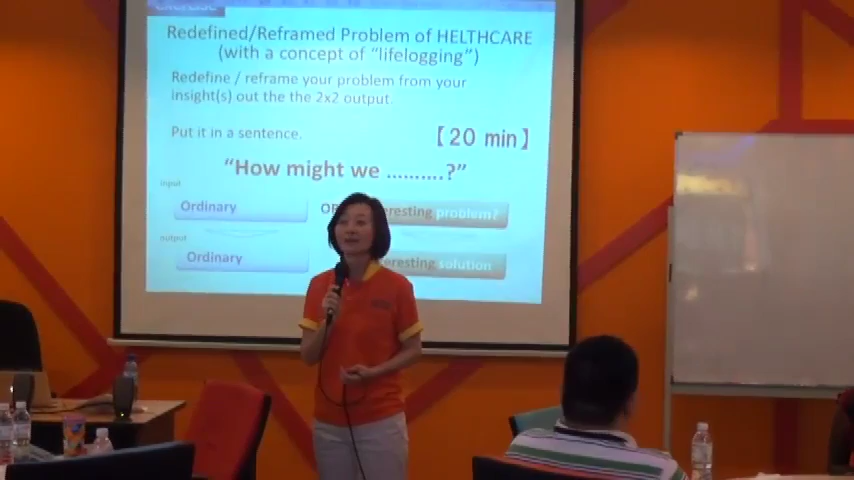 Exercise
Redefined/Reframed Problem of HELTHCARE
(with a concept of “lifelogging”)
Redefine / reframe your problem from your
insight(s) out the the 2x2 output.
Put it in a sentence.
【20 min】
“How might we ……….?”
input
Ordinary
problem?
output
Ordinary
solution